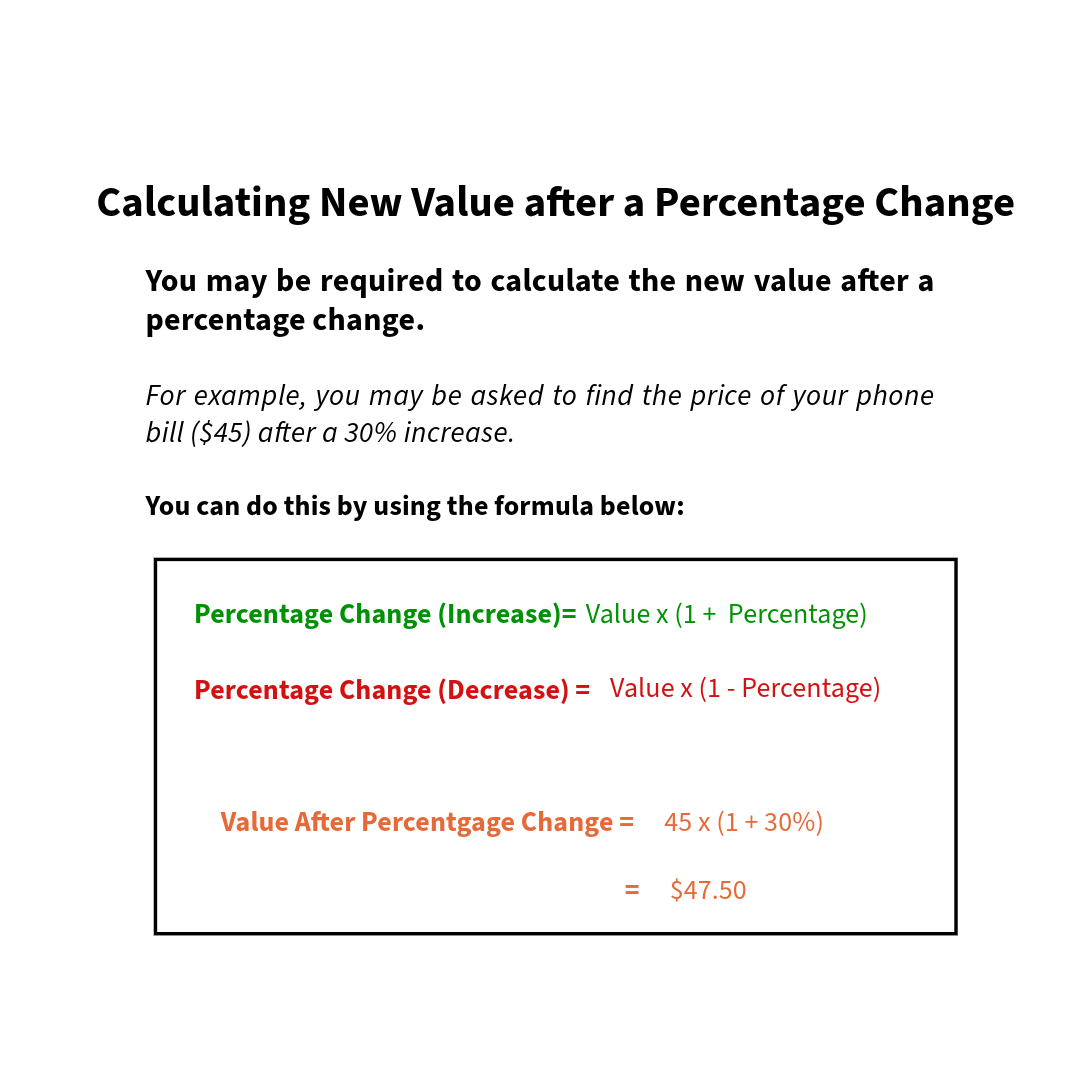 Calculating New Value after a Percentage Change
You may be required to calculate the new value after a
percentage change.
For example, you may be asked to find the price of your phone
bill ($45) after a 30% increase.
You can do this by using the formula below:
Percentage Change (Increase)= Value x (1 + Percentage)
Percentage Change (Decrease) = Value x (1 - Percentage)
Value After Percentgage Change = 45 x (1 + 30%)
= $47.50